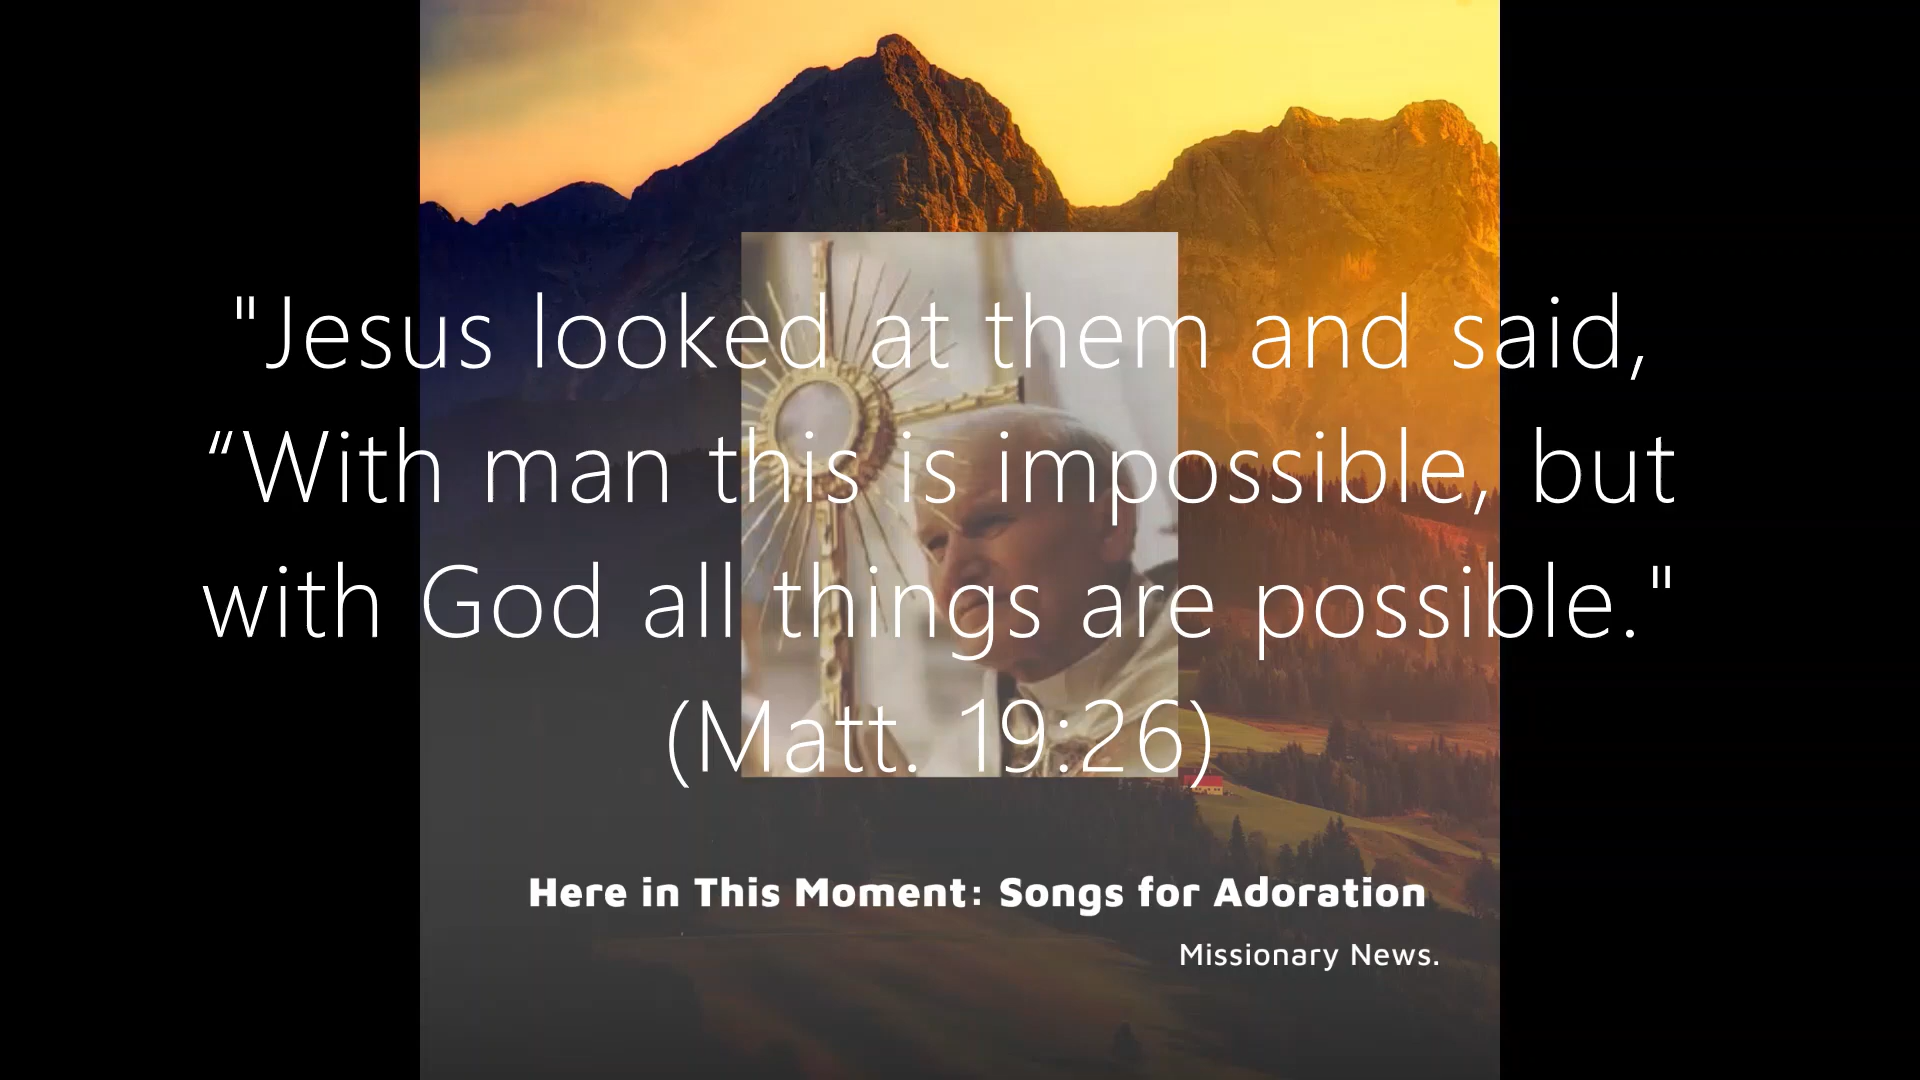 "Jesus looked at them and said,
“With man this is impossible, but
with God all things are possible."
(Matt. 19:26)
Here in This Moment: Songs for Adoration
Missionary News.